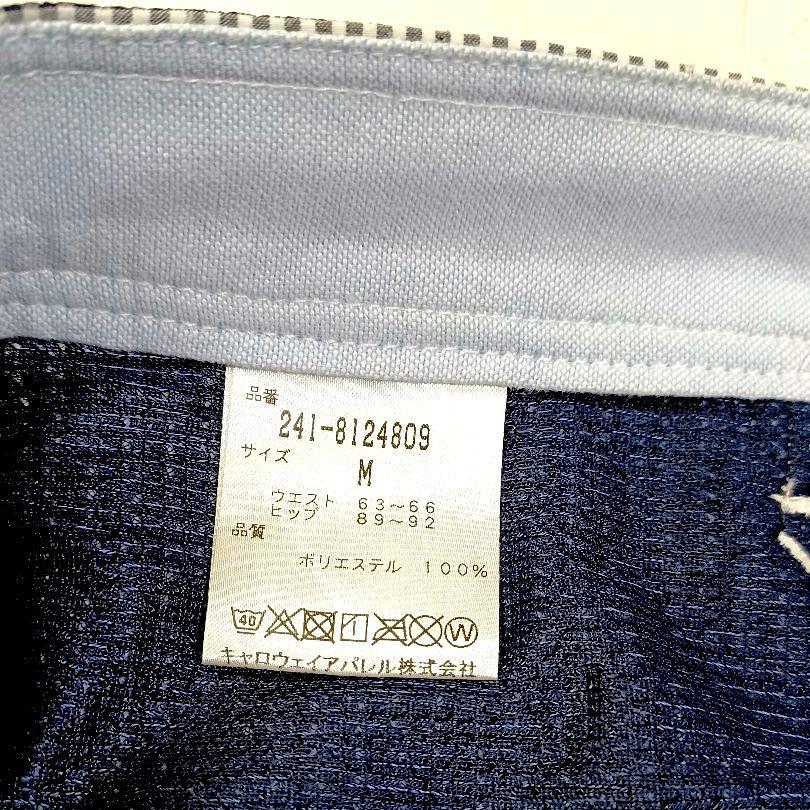 品番
241-8124809
サイズ
M
ウエスト 63～66
ヒップ 89～92
品質
ポリエステル 100%
40 W
キャロウェイアパレル株式会社